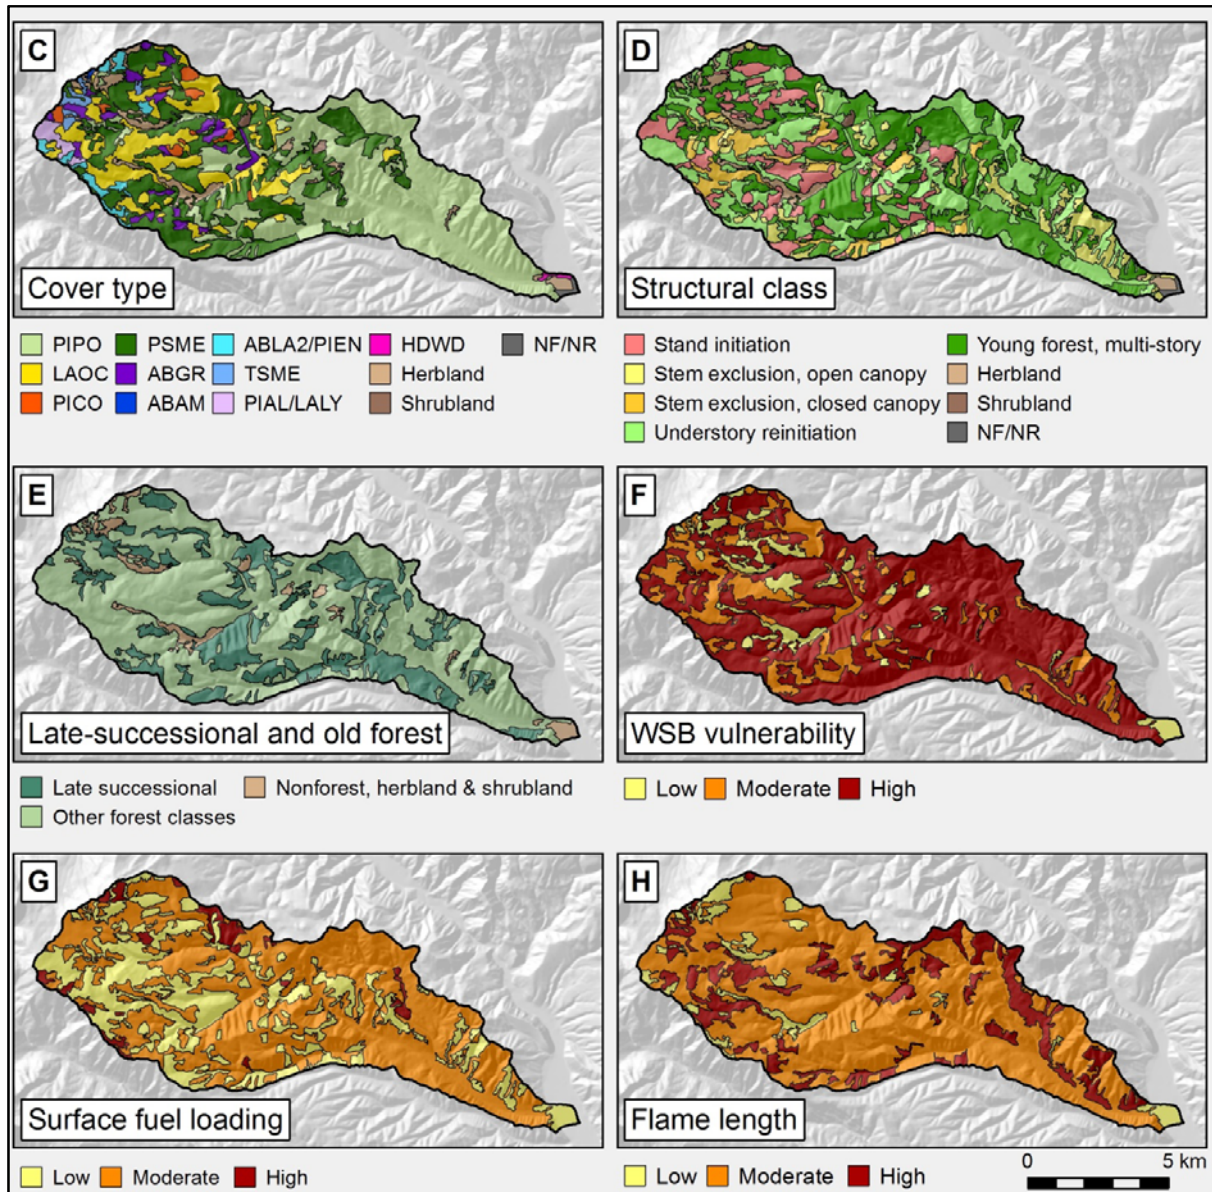 C
D
Cover type
Structural class
PIPO PSME ABLA2/PIEN HDWD NF/NR
LAOC ABGR TSME Herbland
PICO ABAM PIAL/LALY Shrubland
Stand initiation Young forest, multi-story
Stem exclusion, open canopy Herbland
Stem exclusion, closed canopy Shrubland
Understory reinitiation NF/NR
E
F
Late-successional and old forest
WSB vulnerability
Late successional Nonforest, herbland & shrubland
Other forest classes
Low Moderate High
G
H
Surface fuel loading
Flame length
Low Moderate High
Low Moderate High
0 5 km